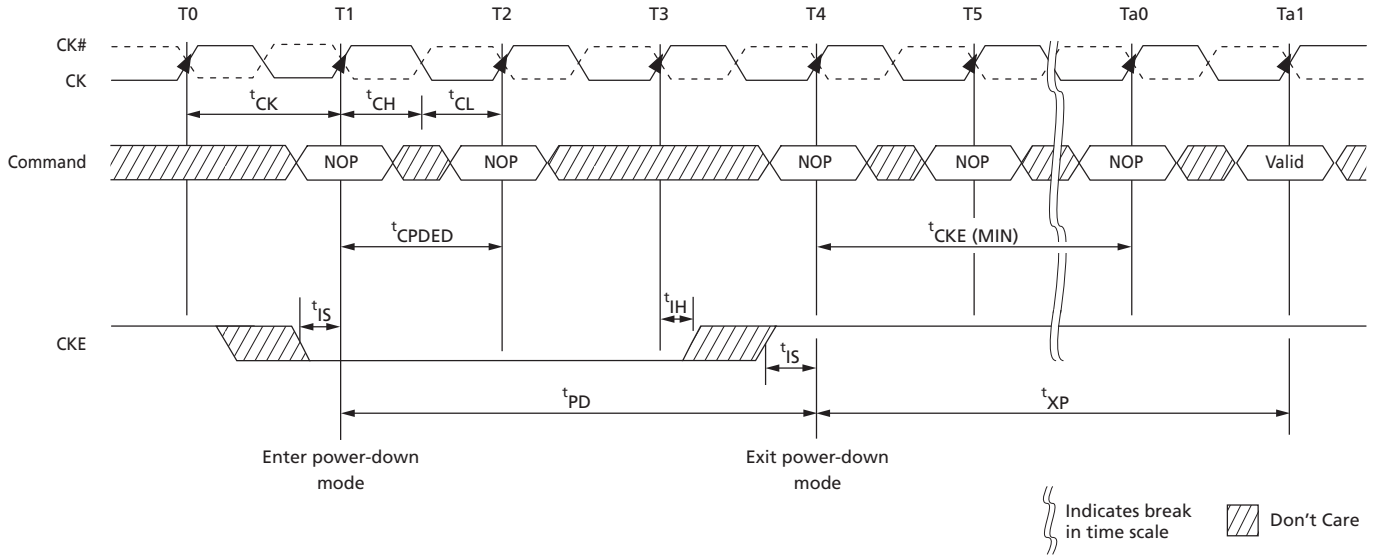 T0 T1 T2 T3 T4 T5 Ta0 Ta1
CK#
CK
tCK tCH tCL
Command NOP NOP NOP NOP NOP Valid
tCPDED tCKE (MIN)
tIS tIH
CKE
tIS
tPD tXP
Enter power-down
mode
Exit power-down
mode
Indicates break
in time scale
Don't Care